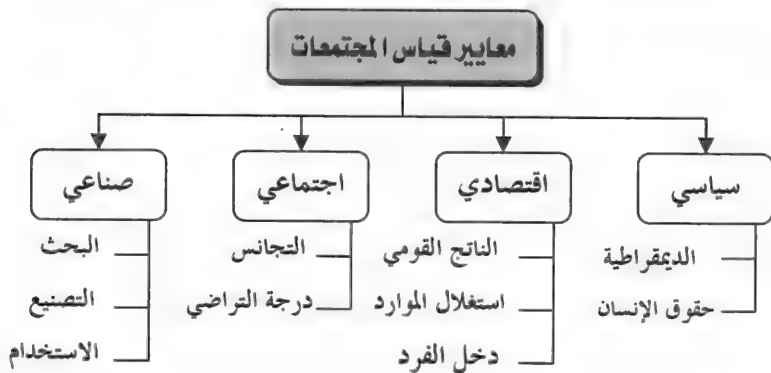 معايير قياس المجتمعات
سياسي
الديمقراطية
حقوق الإنسان
اقتصادي
الناتج القومي
استغلال الموارد
دخل الفرد
اجتماعي
التجانس
درجة التراضي
صناعي
البحث
التصنيع
الاستخدام